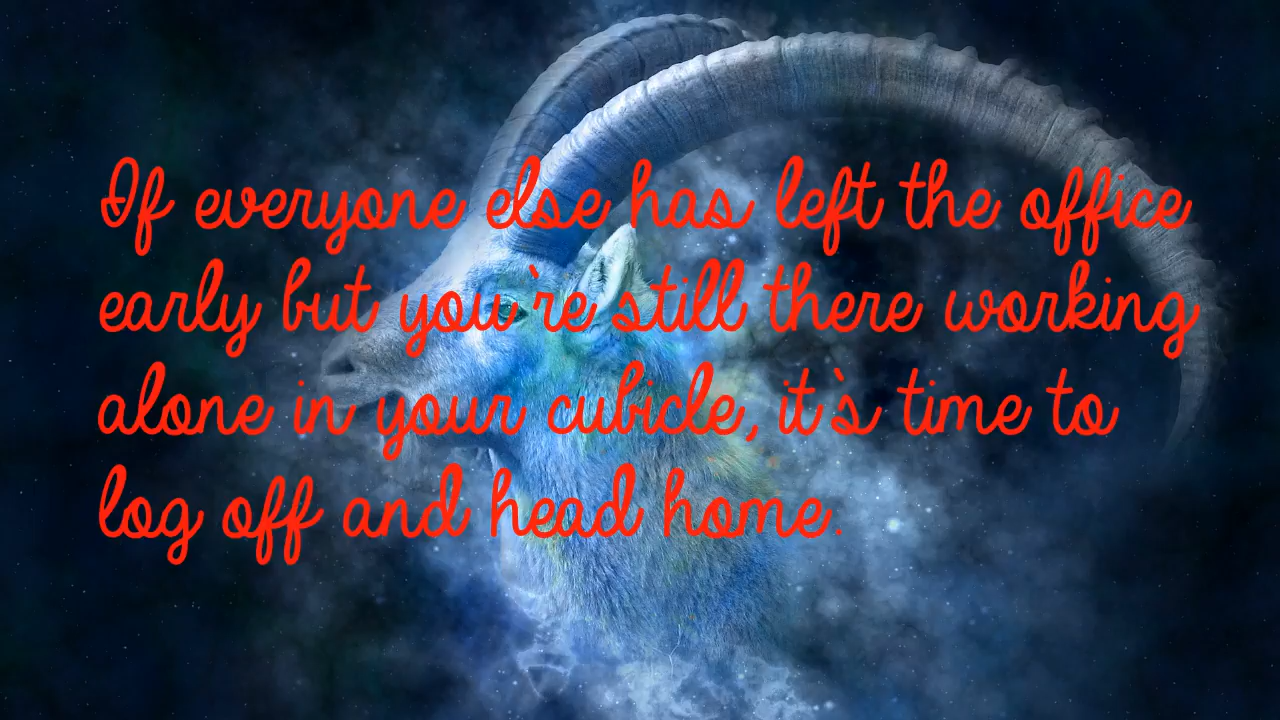 If everyone else has left the office
early but you're still there working
alone in your cubicle, it's time to
log off and head home.